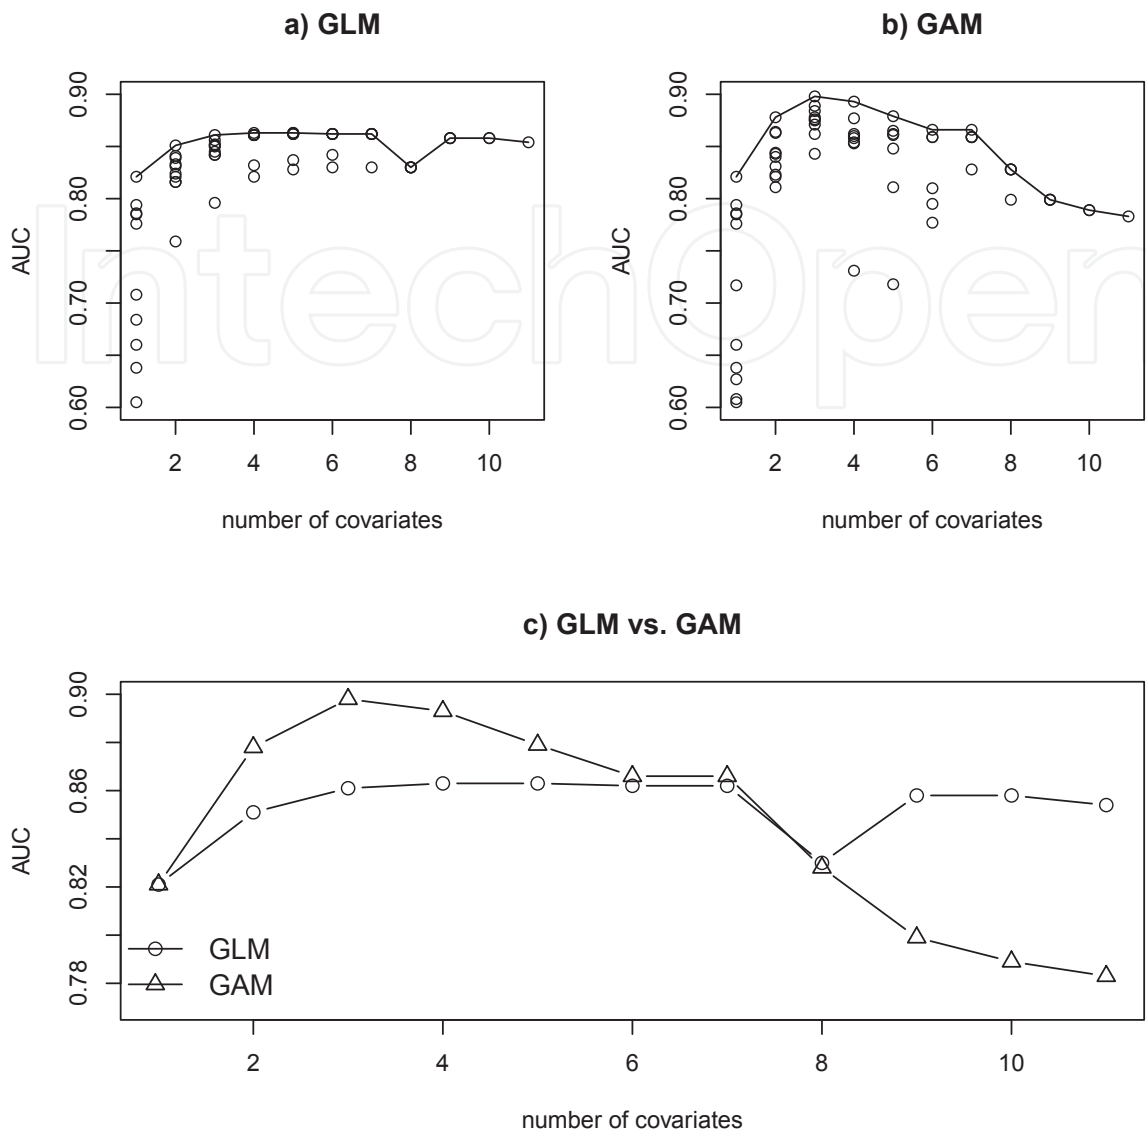 a) GLM
0.90
0.80
0.70
0.60
AUC
2 4 6 8 10
number of covariates
b) GAM
0.90
0.80
0.70
0.60
AUC
2 4 6 8 10
number of covariates
IntechOpen
c) GLM vs. GAM
0.90
0.86
0.82
0.78
AUC
GLM
GAM
2 4 6 8 10
number of covariates